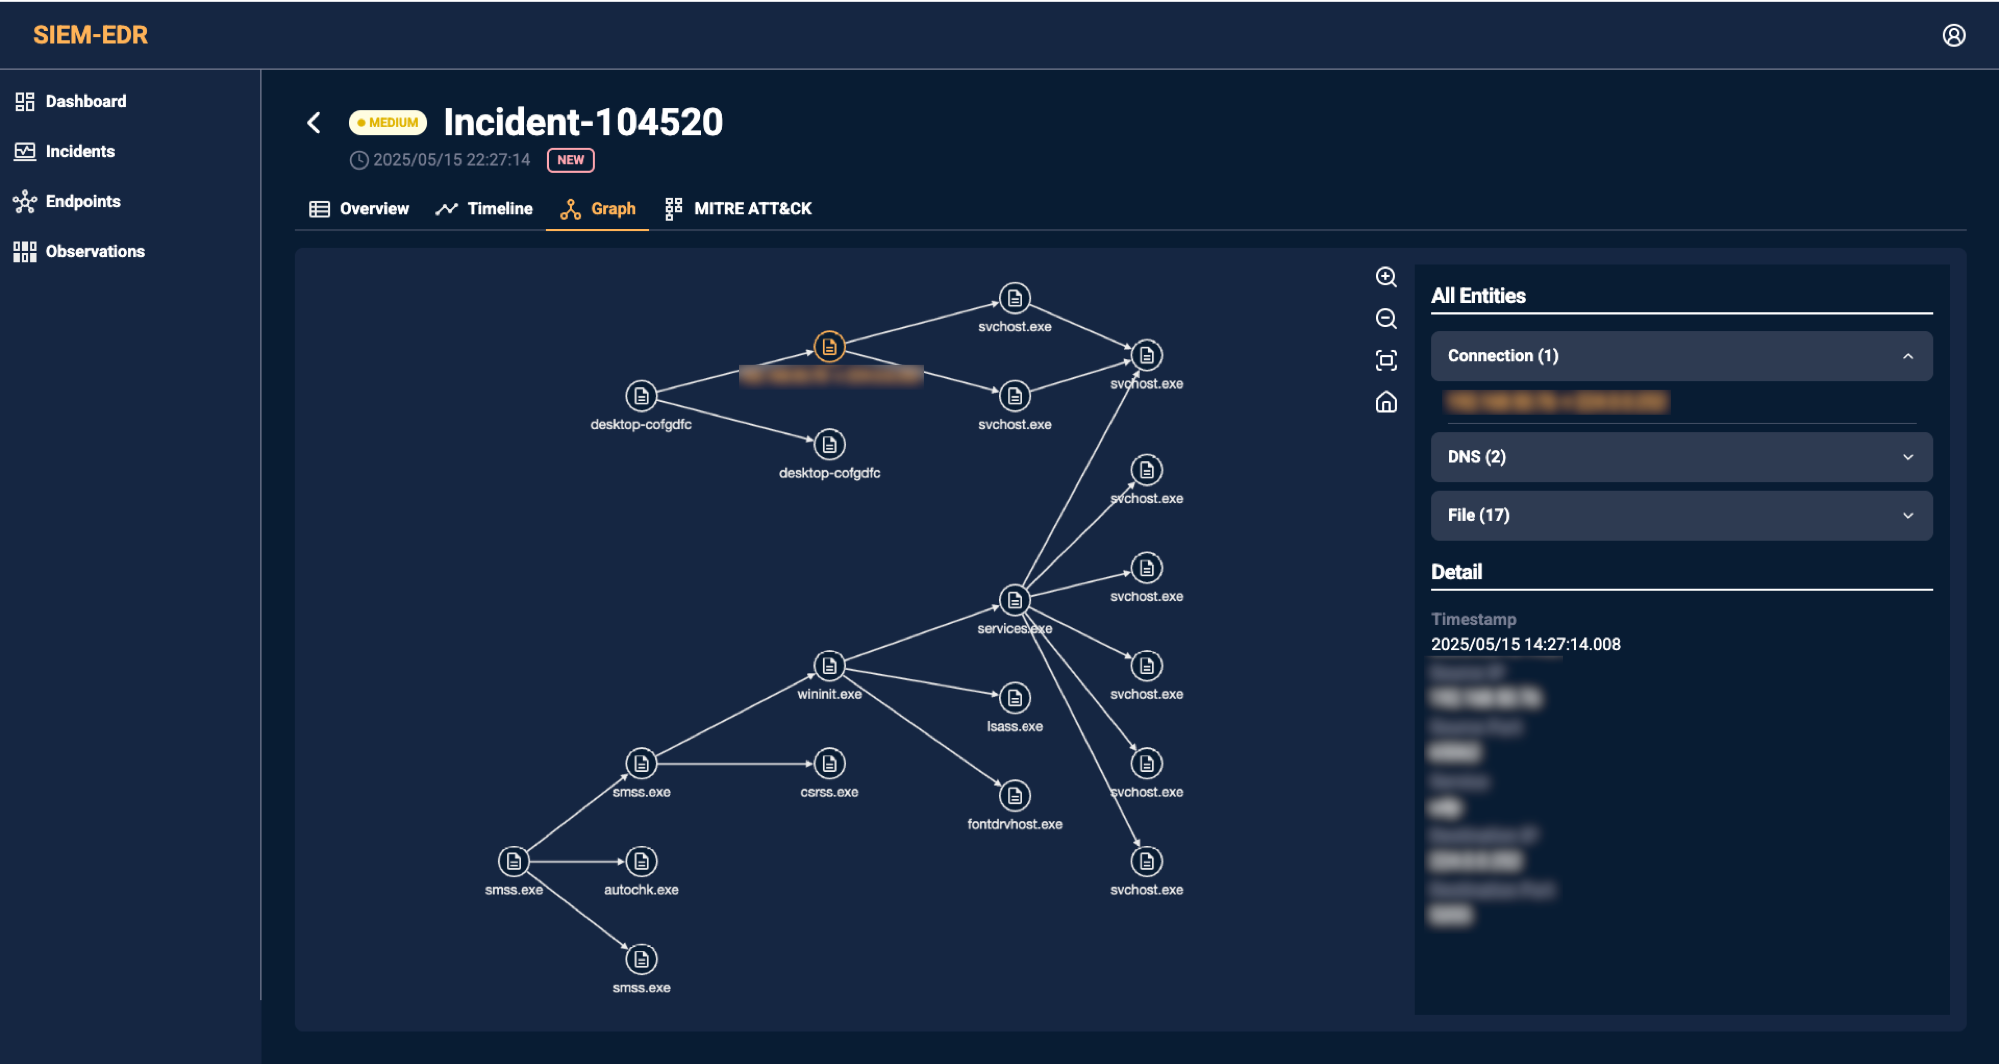 SIEM-EDR
Dashboard
Incidents
Endpoints
Observations
MEDIUM
Incident-104520
2025/05/15 22:27:14
NEW
Overview
Timeline
Graph
MITRE ATT&CK
svchost.exe
svchost.exe
desktop-cofgdfc
svchost.exe
desktop-cofgdfc
svchost.exe
svchost.exe
services.exe
wininit.exe
svchost.exe
lsass.exe
smss.exe
csrss.exe
svchost.exe
fontdrvhost.exe
smss.exe
autochk.exe
svchost.exe
smss.exe
All Entities
Connection (1)
DNS (2)
File (17)
Detail
Timestamp
2025/05/15 14:27:14.008